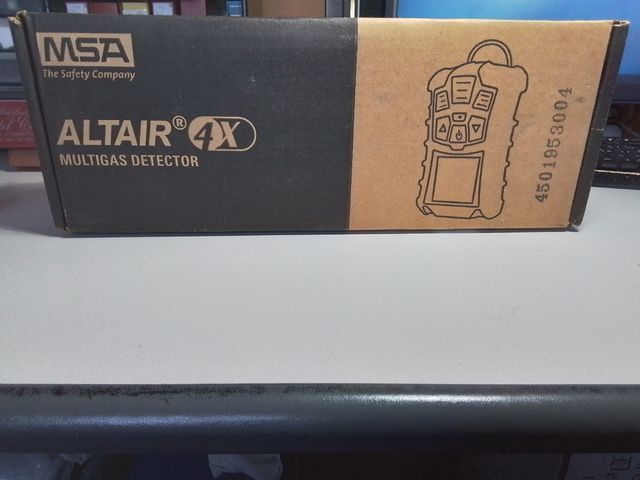 MSA
The Safety Company
ALTAIR® 4X
MULTIGAS DETECTOR
4501953004